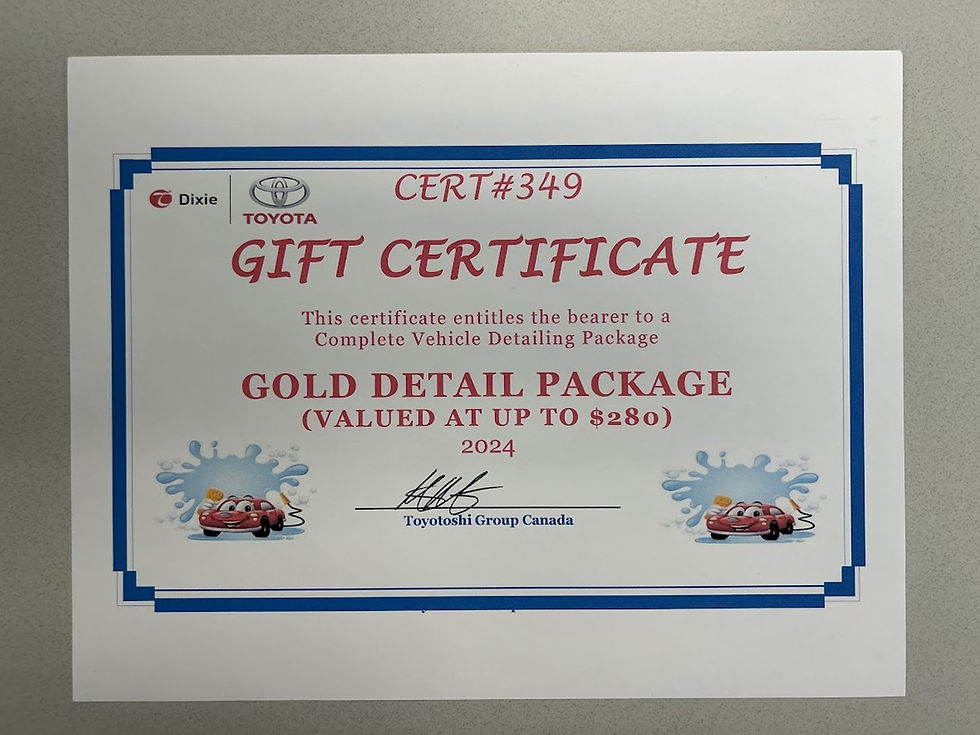 CERT#349
Dixie
TOYOTA
GIFT CERTIFICATE
This certificate entitles the bearer to a
Complete Vehicle Detailing Package
GOLD DETAIL PACKAGE
(VALUED AT UP TO $280)
2024
Toyotoshi Group Canada